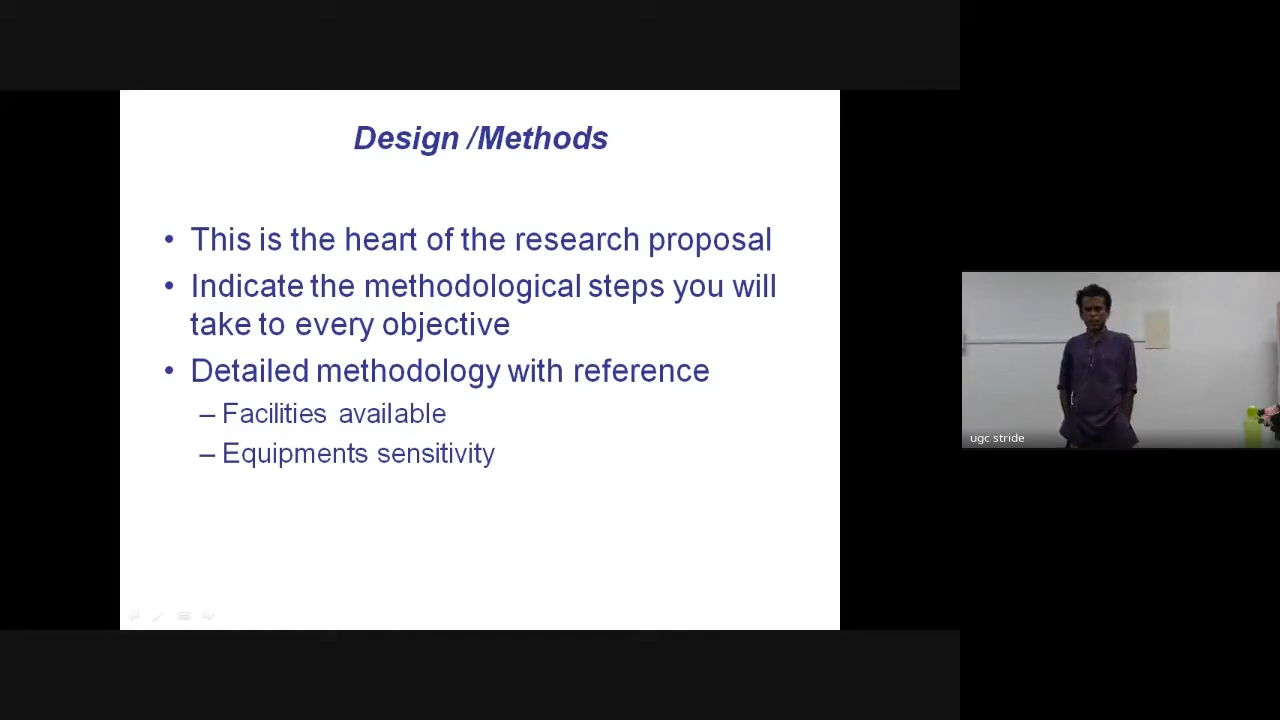 Design /Methods
• This is the heart of the research proposal
• Indicate the methodological steps you will
take to every objective
• Detailed methodology with reference
– Facilities available
– Equipments sensitivity
ugc stride